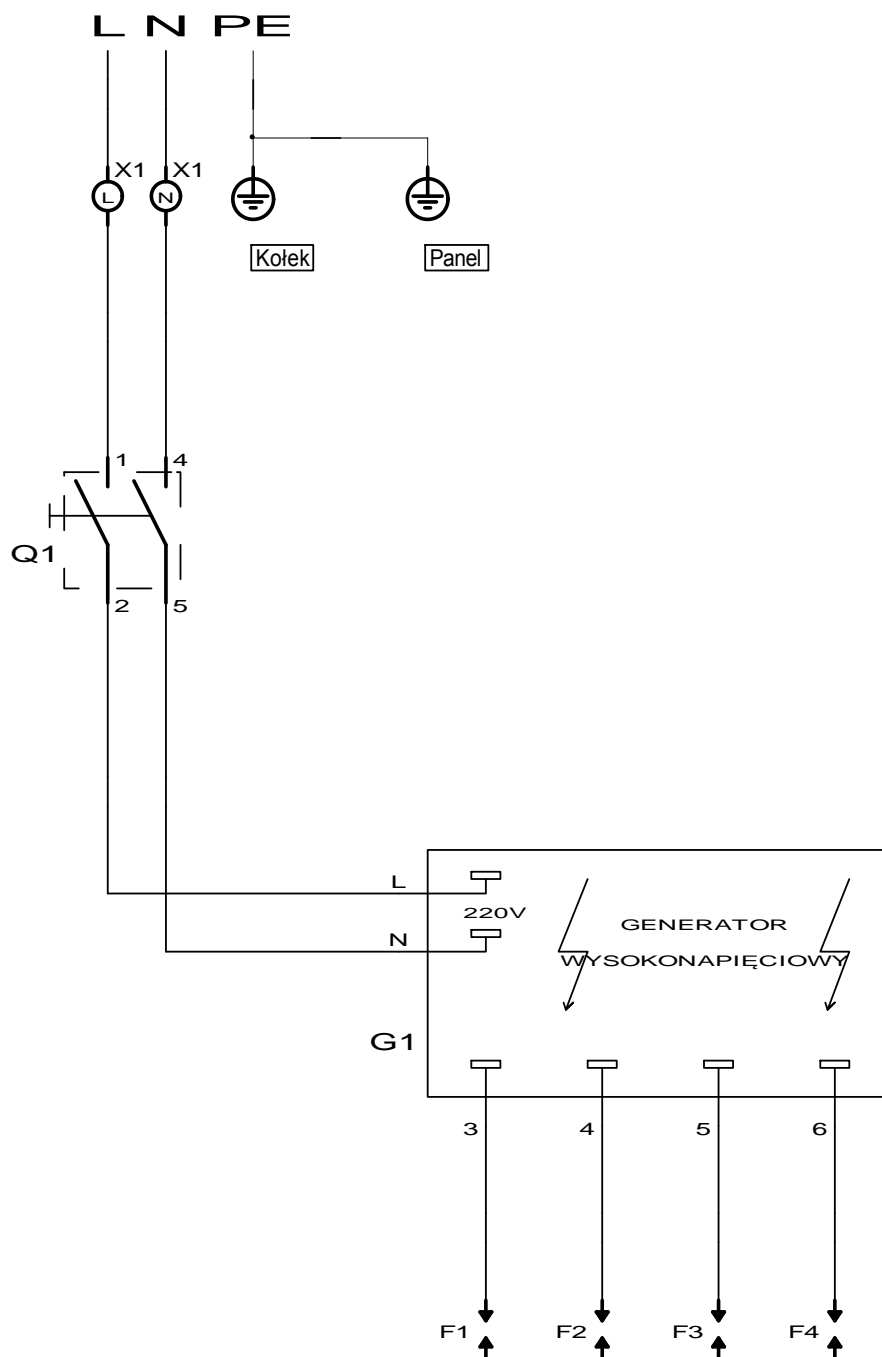 L N PE
X1 X1
L N
Kołek Panel
1 4
Q1
2 5
L
220V
GENERATOR
N
WYSOKONAPIĘCIOWY
G1
3 4 5 6
F1 F2 F3 F4